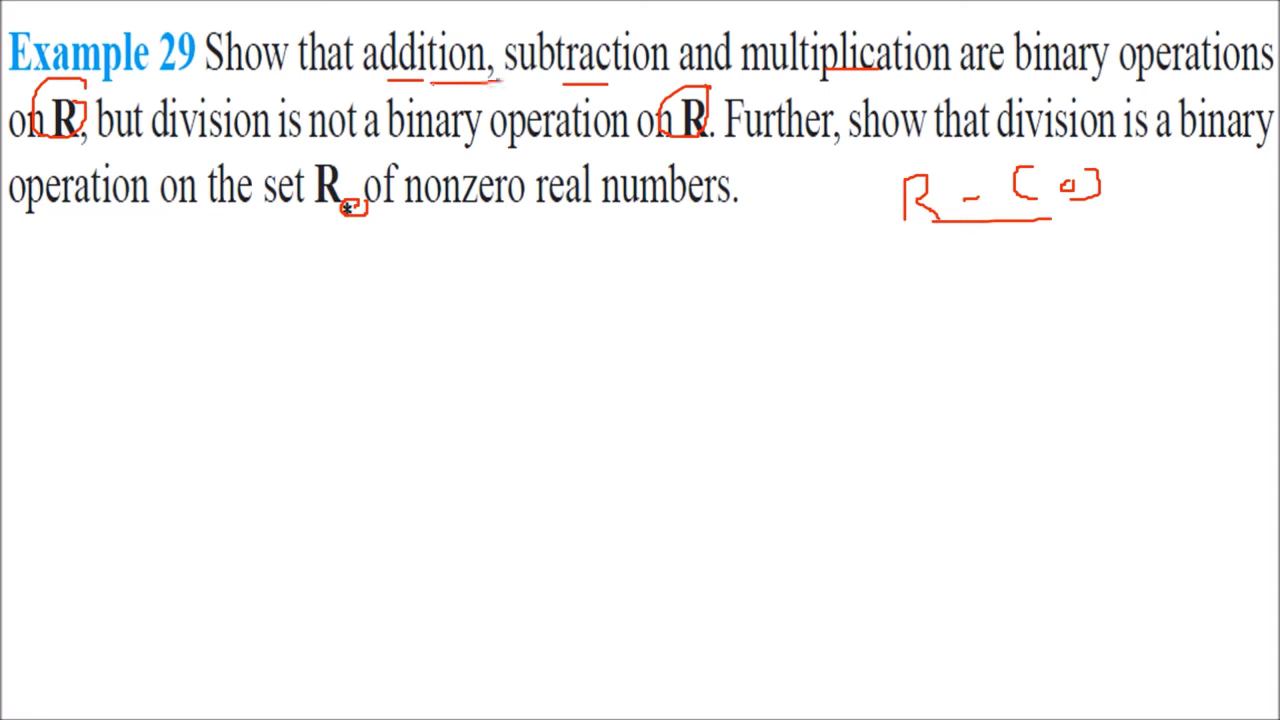 Example 29 Show that addition, subtraction and multiplication are binary operations
on R, but division is not a binary operation on R. Further, show that division is a binary
operation on the set R* of nonzero real numbers.
R - {0}